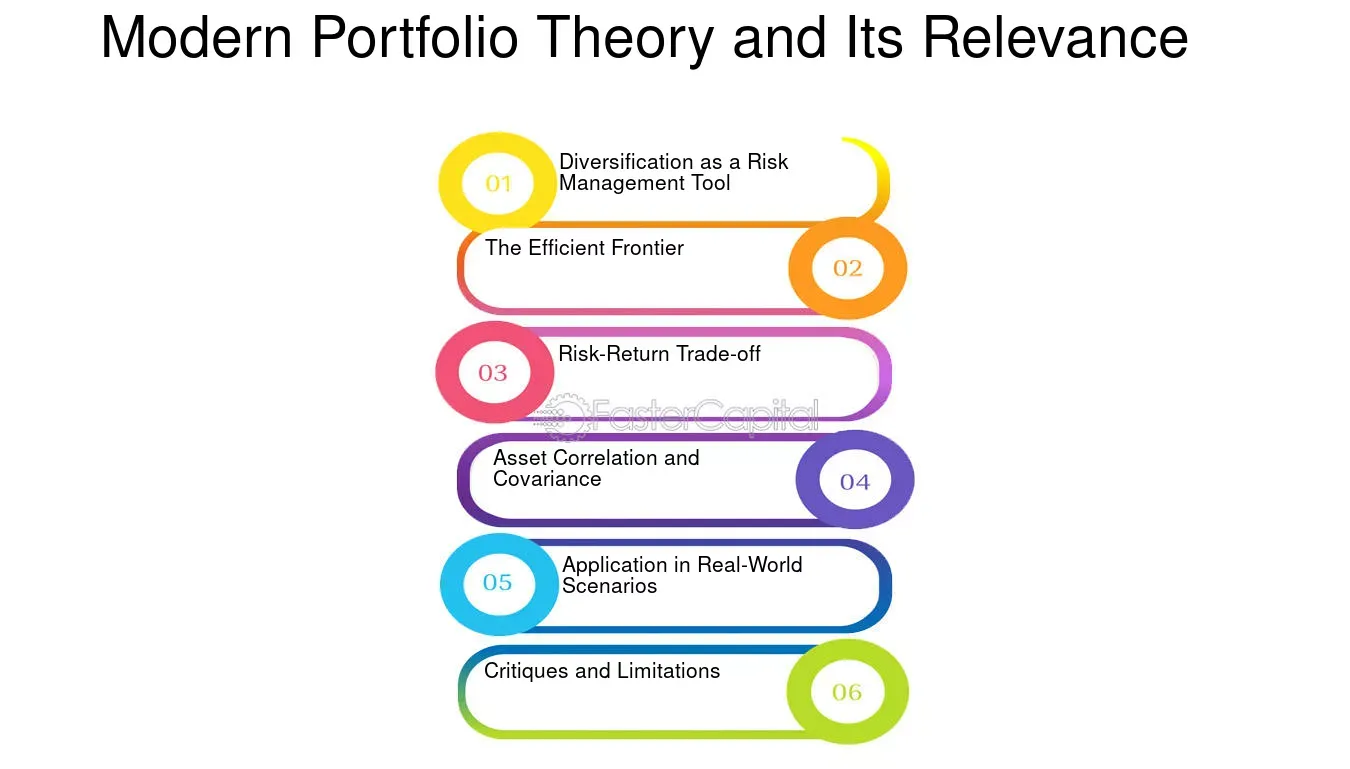 Modern Portfolio Theory and Its Relevance
01
Diversification as a Risk
Management Tool
The Efficient Frontier
02
03
Risk-Return Trade-off
FasterCapital
Asset Correlation and
Covariance
04
05
Application in Real-World
Scenarios
Critiques and Limitations
06